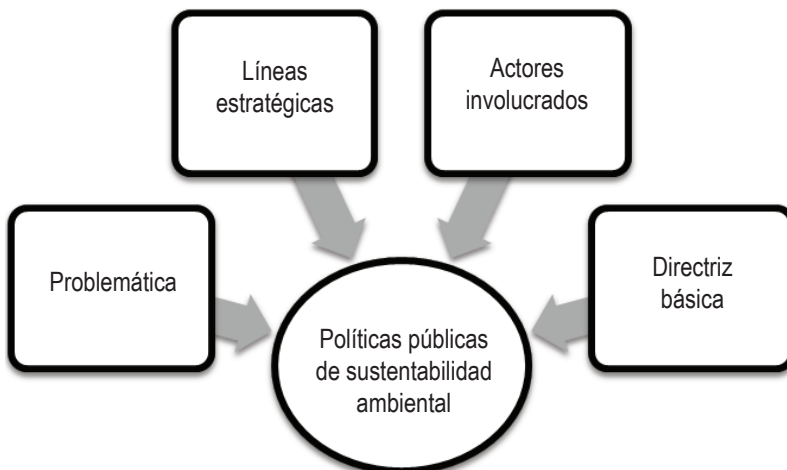 Líneas
estratégicas
Actores
involucrados
Problemática
Directriz
básica
Políticas públicas
de sustentabilidad
ambiental